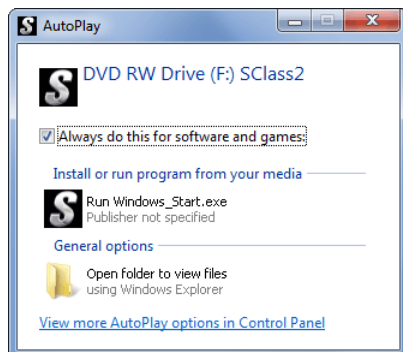 AutoPlay
DVD RW Drive (F:) SClass2
Always do this for software and games:
Install or run program from your media
Run Windows_Start.exe
Publisher not specified
General options
Open folder to view files
using Windows Explorer
View more AutoPlay options in Control Panel